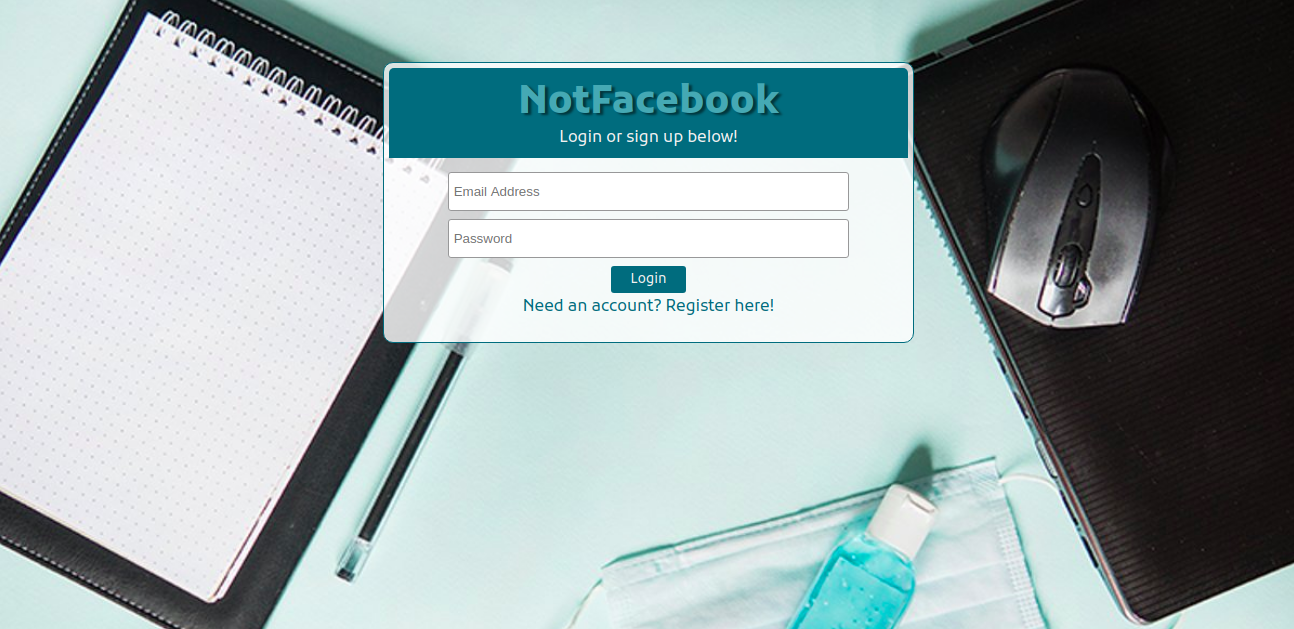 NotFacebook
Login or sign up below!
Email Address
Password
Login
Need an account? Register here!